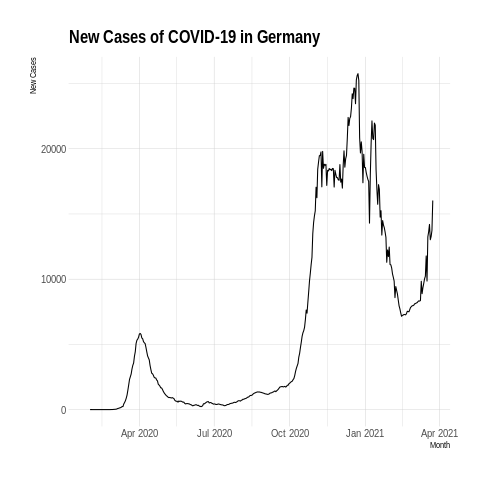 New Cases of COVID-19 in Germany
New Cases
20000
10000
0
Apr 2020 Jul 2020 Oct 2020 Jan 2021 Apr 2021
Month